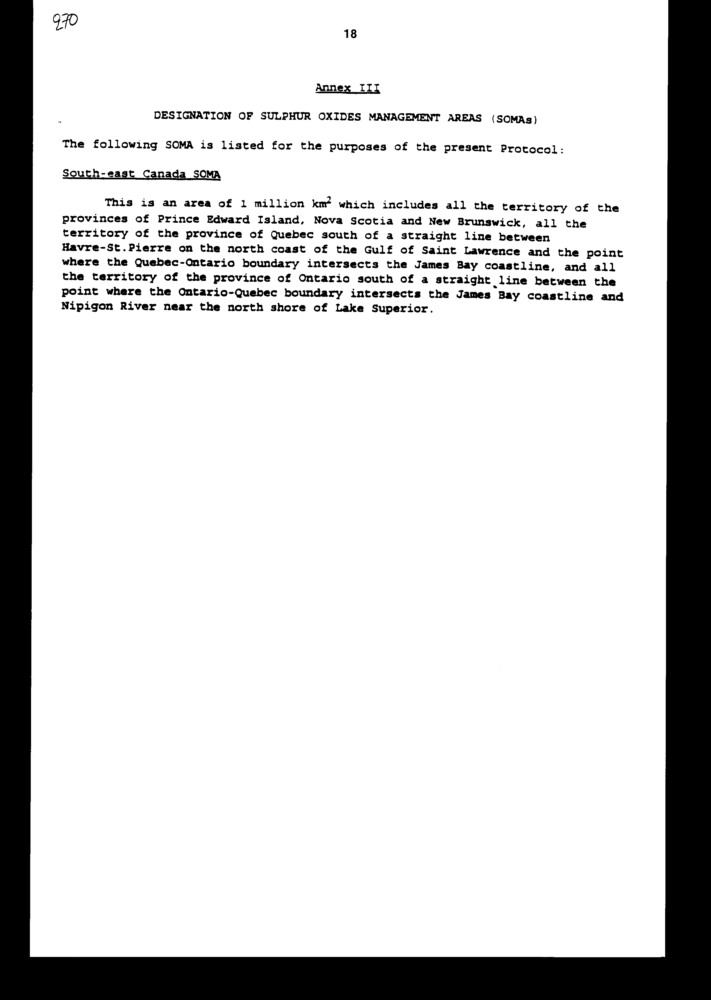 970
18
Annex III
DESIGNATION OF SULPHUR OXIDES MANAGEMENT AREAS (SOMAs)
The following SOMA is listed for the purposes of the present Protocol:
South-east Canada SOMA
This is an area of 1 million km² which includes all the territory of the
provinces of Prince Edward Island, Nova Scotia and New Brunswick, all the
territory of the province of Quebec south of a straight line between
Havre-St.Pierre on the north coast of the Gulf of Saint Lawrence and the point
where the Quebec-Ontario boundary intersects the James Bay coastline, and all
the territory of the province of Ontario south of a straight line between the
point where the Ontario-Quebec boundary intersects the James Bay coastline and
Nipigon River near the north shore of Lake Superior.